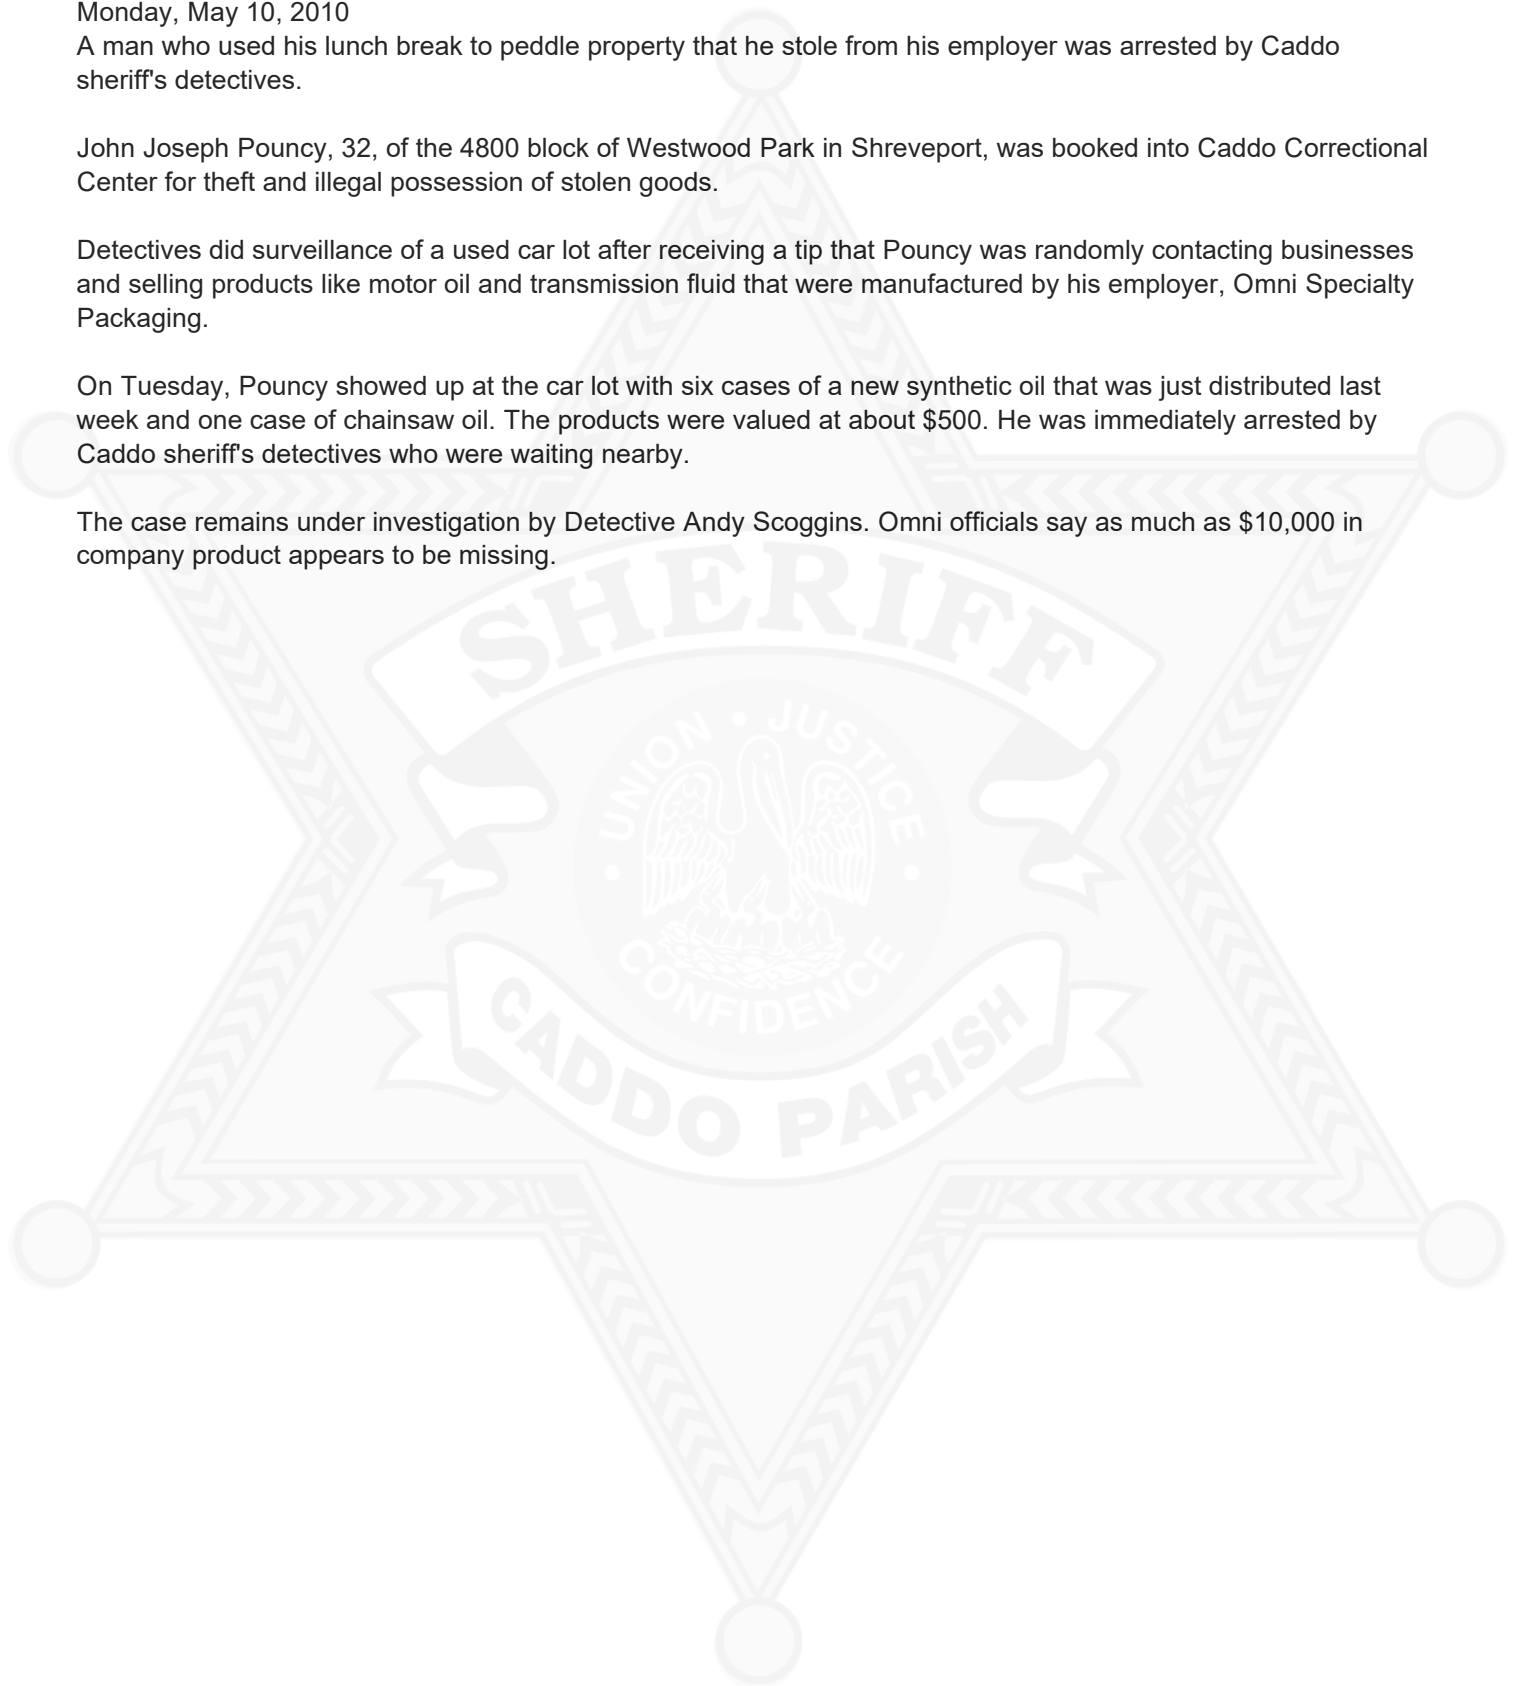 Monday, May 10, 2010
A man who used his lunch break to peddle property that he stole from his employer was arrested by Caddo
sheriff's detectives.
John Joseph Pouncy, 32, of the 4800 block of Westwood Park in Shreveport, was booked into Caddo Correctional
Center for theft and illegal possession of stolen goods.
Detectives did surveillance of a used car lot after receiving a tip that Pouncy was randomly contacting businesses
and selling products like motor oil and transmission fluid that were manufactured by his employer, Omni Specialty
Packaging.
On Tuesday, Pouncy showed up at the car lot with six cases of a new synthetic oil that was just distributed last
week and one case of chainsaw oil. The products were valued at about $500. He was immediately arrested by
Caddo sheriff's detectives who were waiting nearby.
The case remains under investigation by Detective Andy Scoggins. Omni officials say as much as $10,000 in
company product appears to be missing.
SHERIFF
UNION • JUSTICE
• CONFIDENCE •
CADDO PARISH